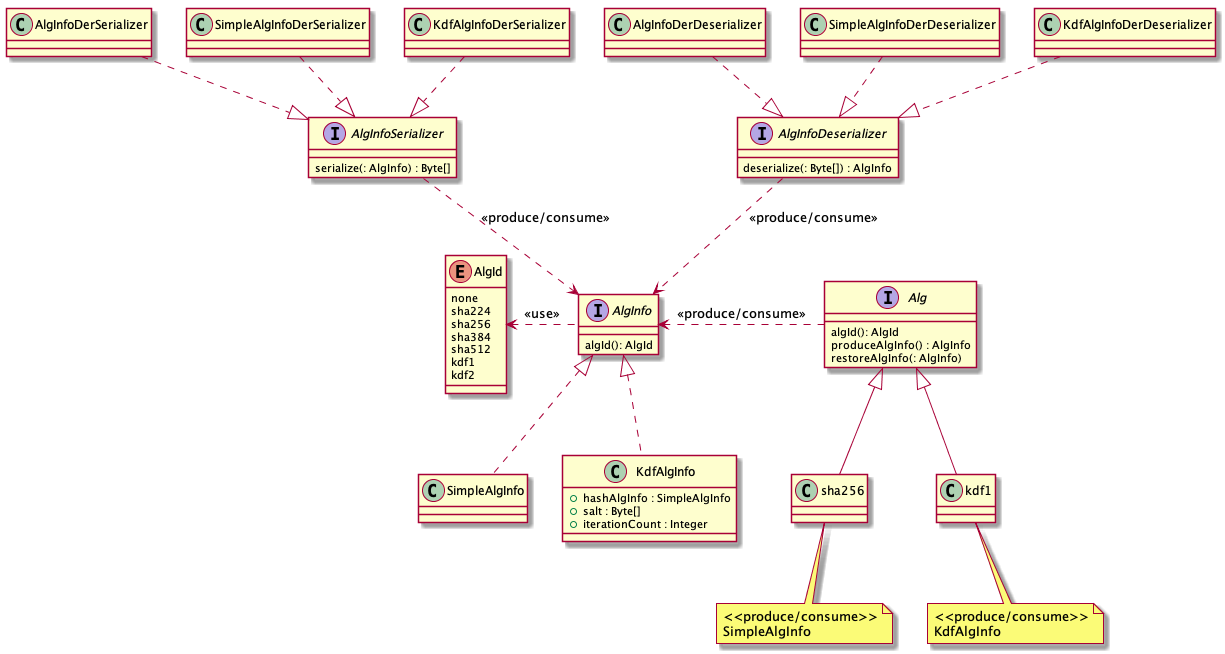 C AlgInfoDerSerializer
C SimpleAlgInfoDerSerializer
C KdfAlgInfoDerSerializer
C AlgInfoDerDeserializer
C SimpleAlgInfoDerDeserializer
C KdfAlgInfoDerDeserializer
I AlgInfoSerializer
serialize(: AlgInfo) : Byte[]
I AlgInfoDeserializer
deserialize(: Byte[]) : AlgInfo
«produce/consume»
«produce/consume»
E AlgId
none
sha224
sha256
sha384
sha512
kdf1
kdf2
«use»
I AlgInfo
algId(): AlgId
«produce/consume»
I Alg
algId(): AlgId
produceAlgInfo() : AlgInfo
restoreAlgInfo(: AlgInfo)
C SimpleAlgInfo
C KdfAlgInfo
hashAlgInfo : SimpleAlgInfo
salt : Byte[]
iterationCount : Integer
C sha256
C kdf1
<<produce/consume>>
SimpleAlgInfo
<<produce/consume>>
KdfAlgInfo